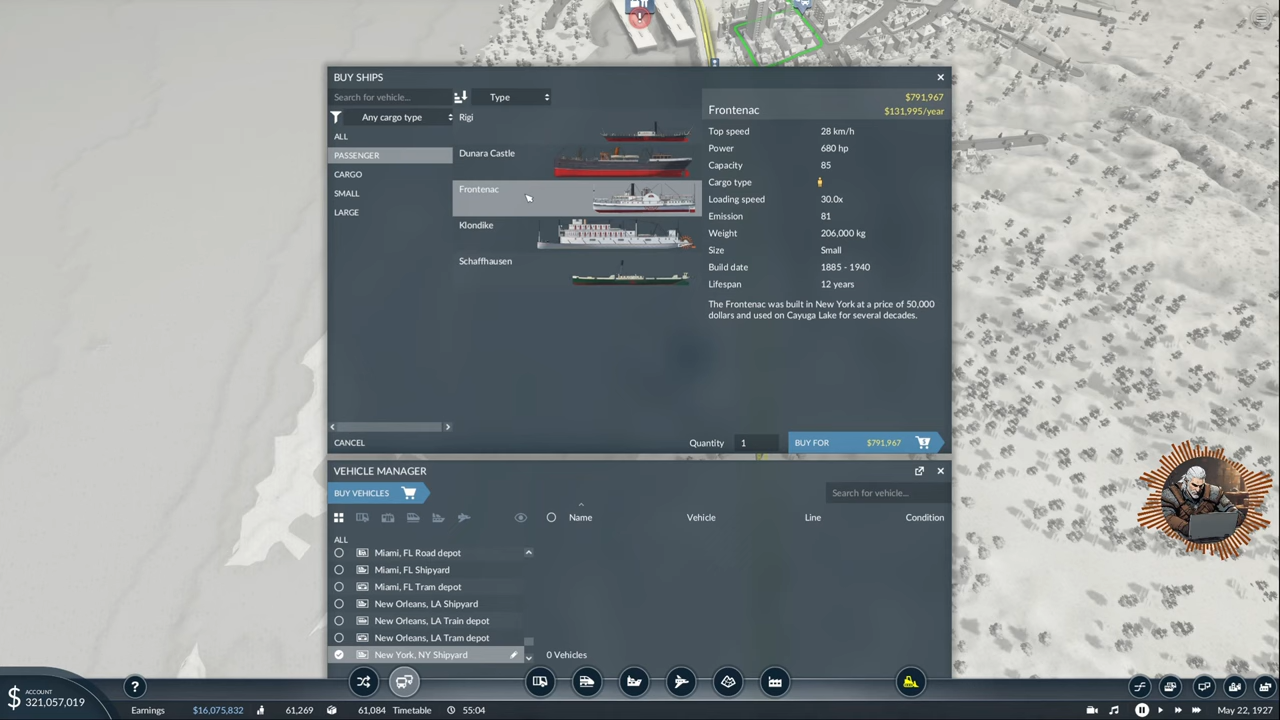 BUY SHIPS
Search for vehicle...
Type
Any cargo type
ALL
PASSENGER
CARGO
SMALL
LARGE
Rigi
Dunara Castle
Frontenac
Klondike
Schaffhausen
$791,967
Frontenac
$131,995/year
Top speed 28 km/h
Power 680 hp
Capacity 85
Cargo type
Loading speed 30.0x
Emission 81
Weight 206,000 kg
Size Small
Build date 1885 - 1940
Lifespan 12 years
The Frontenac was built in New York at a price of 50,000
dollars and used on Cayuga Lake for several decades.
CANCEL
Quantity 1
BUY FOR $791,967
VEHICLE MANAGER
BUY VEHICLES
Search for vehicle...
Name Vehicle Line Condition
ALL
Miami, FL Road depot
Miami, FL Shipyard
Miami, FL Tram depot
New Orleans, LA Shipyard
New Orleans, LA Train depot
New Orleans, LA Tram depot
New York, NY Shipyard
0 Vehicles
ACCOUNT
$ 321,057,019
?
Earnings $16,075,832 61,269 61,084 Timetable 55:04
May 22, 1927